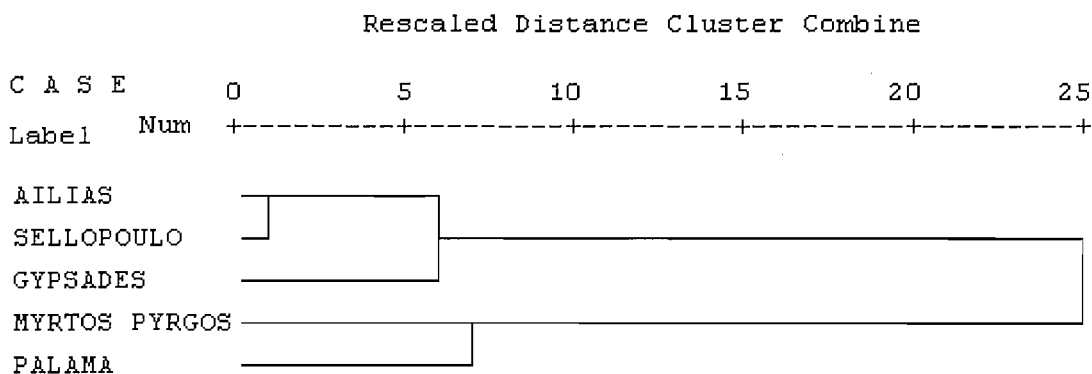 Rescaled Distance Cluster Combine
C A S E 0 5 10 15 20 25
Label Num +---------+---------+---------+---------+---------+
AILIAS
SELLOPOULO
GYPSADES
MYRTOS PYRGOS
PALAMA